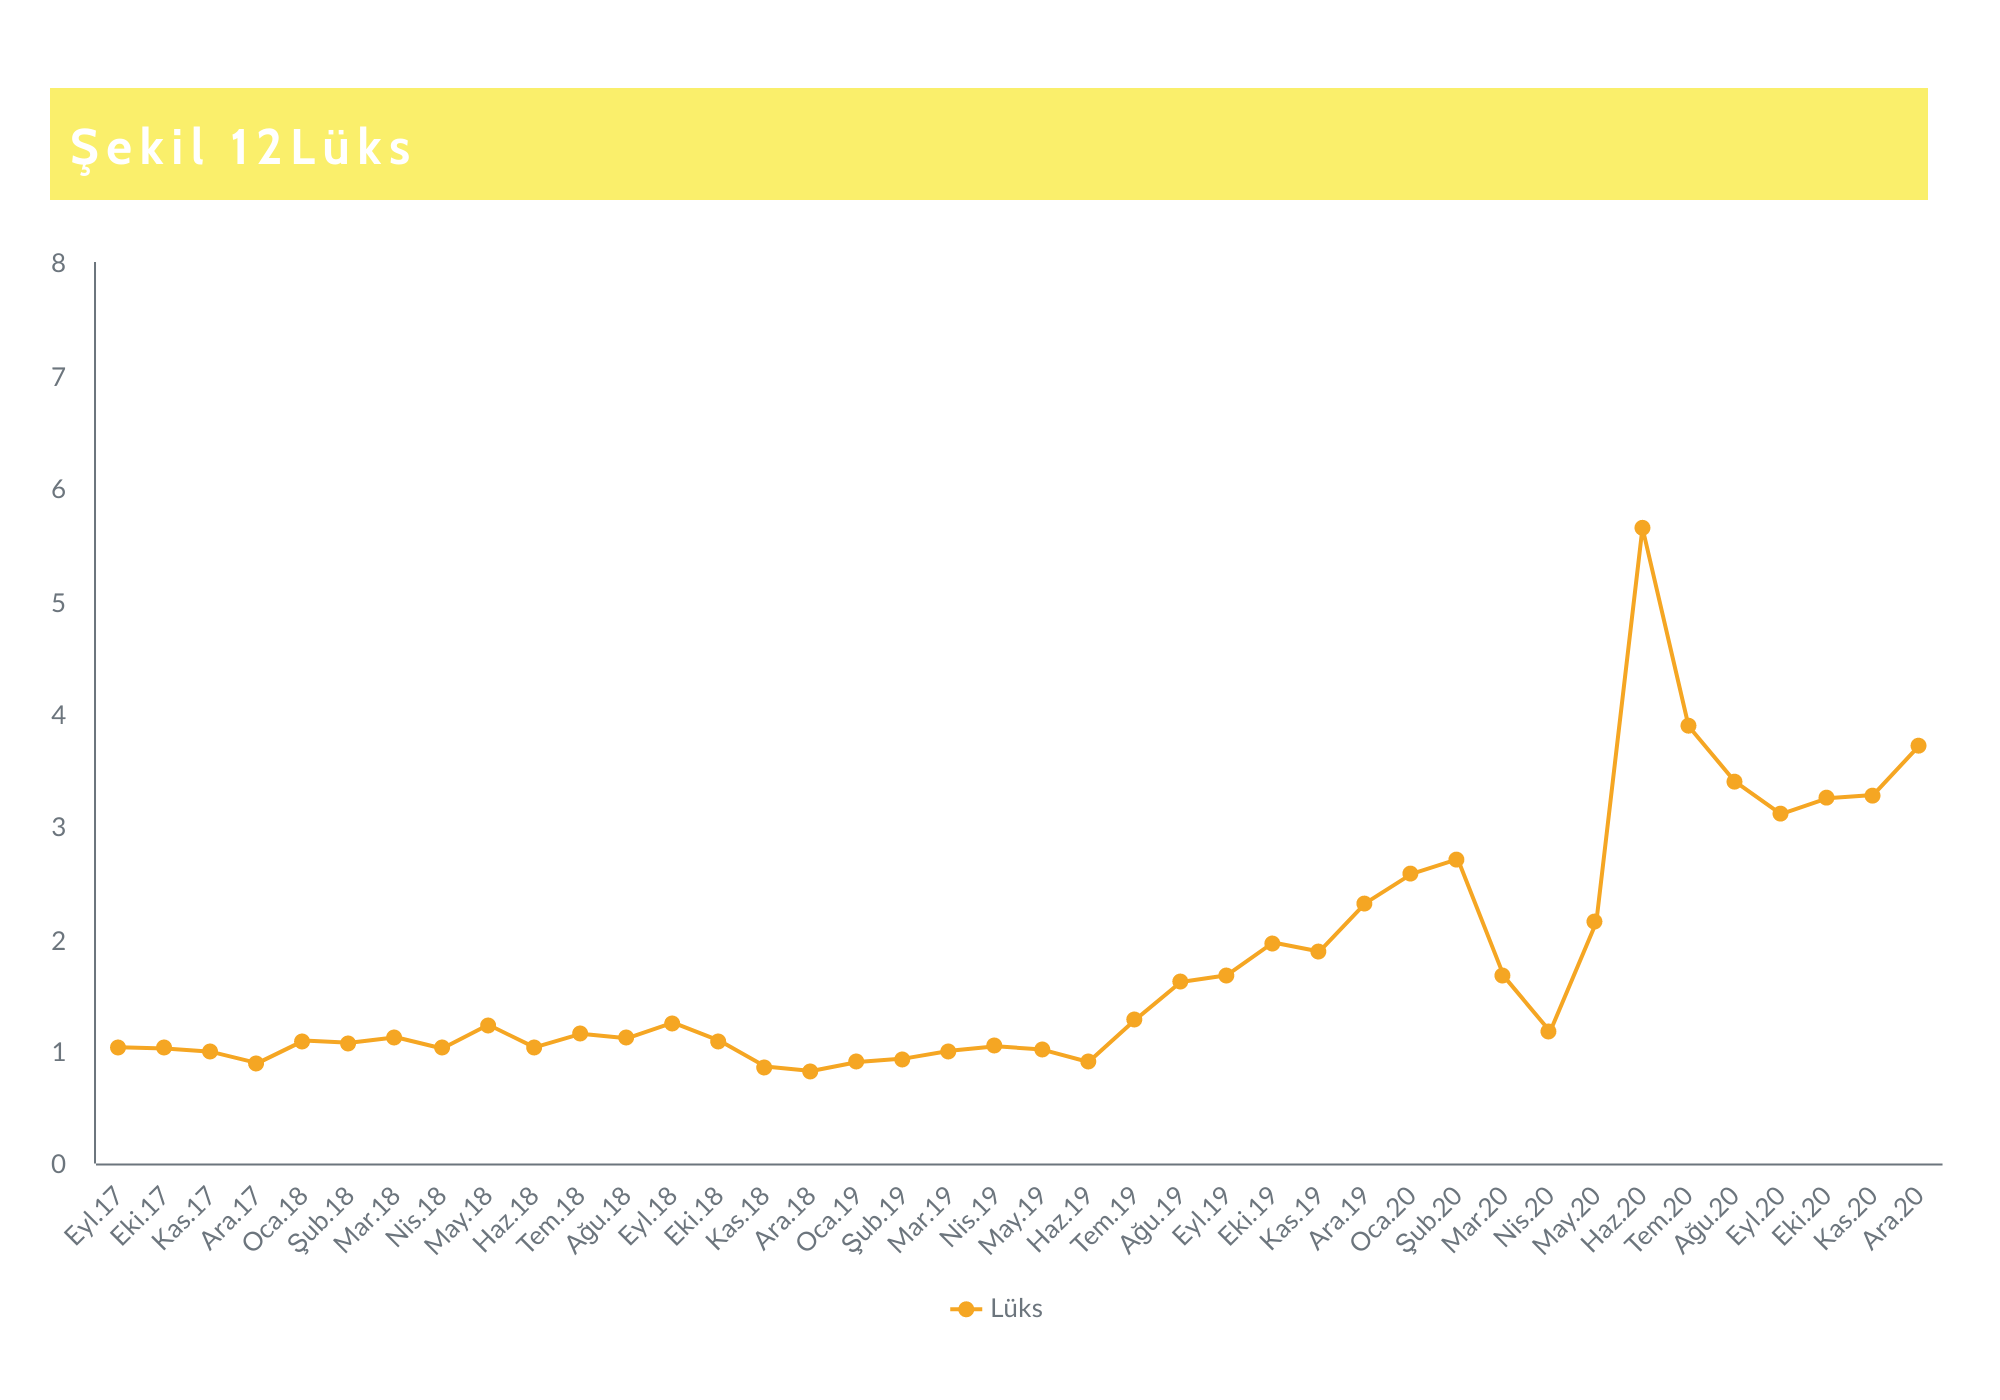 Şekil 12Lüks
8
7
6
5
4
3
2
1
0
Eyl.17
Eki.17
Kas.17
Ara.17
Oca.18
Şub.18
Mar.18
Nis.18
May.18
Haz.18
Tem.18
Ağu.18
Eyl.18
Eki.18
Kas.18
Ara.18
Oca.19
Şub.19
Mar.19
Nis.19
May.19
Haz.19
Tem.19
Ağu.19
Eyl.19
Eki.19
Kas.19
Ara.19
Oca.20
Şub.20
Mar.20
Nis.20
May.20
Haz.20
Tem.20
Ağu.20
Eyl.20
Eki.20
Kas.20
Ara.20
Lüks